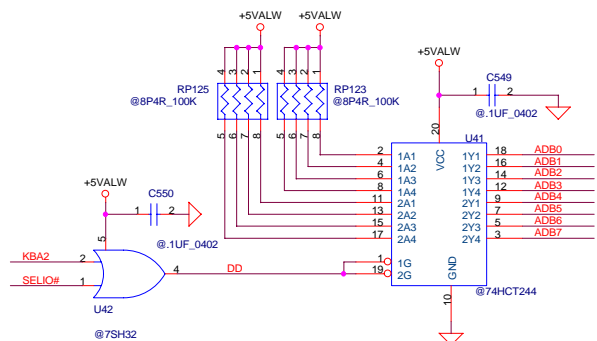 +5VALW +5VALW
+5VALW
4 3 2 1 4 3 2 1
RP125 RP123
@8P4R_100K @8P4R_100K
C549
1 2
@.1UF_0402
5 6 7 8 5 6 7 8
20
U41
VCC
2 1A1 1Y1 18 ADB0
4 1A2 1Y2 16 ADB1
6 1A3 1Y3 14 ADB2
8 1A4 1Y4 12 ADB3
11 2A1 2Y1 9 ADB4
13 2A2 2Y2 7 ADB5
15 2A3 2Y3 5 ADB6
17 2A4 2Y4 3 ADB7
1 1G
19 2G
GND
10
@74HCT244
+5VALW
C550
1 2
@.1UF_0402
5
KBA2 2
SELIO# 1
4 DD
U42
@7SH32